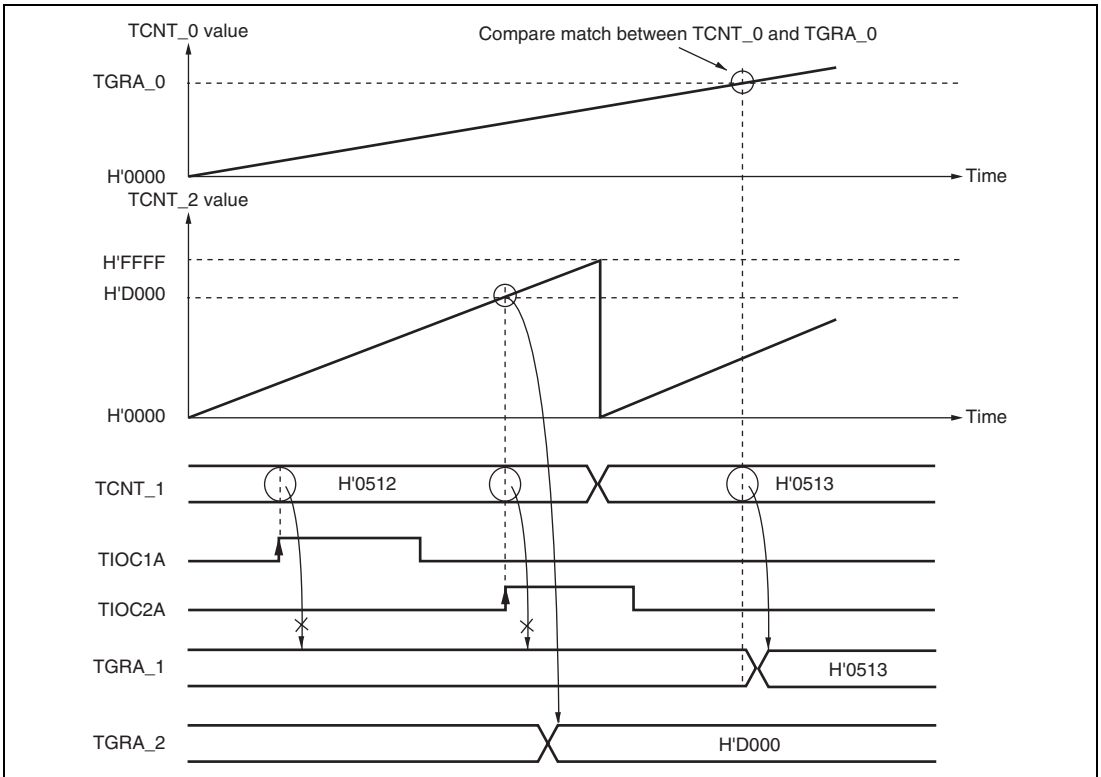 TCNT_0 value
Compare match between TCNT_0 and TGRA_0
TGRA_0
H'0000
Time
TCNT_2 value
H'FFFF
H'D000
H'0000
Time
TCNT_1
H'0512
H'0513
TIOC1A
TIOC2A
TGRA_1
H'0513
TGRA_2
H'D000